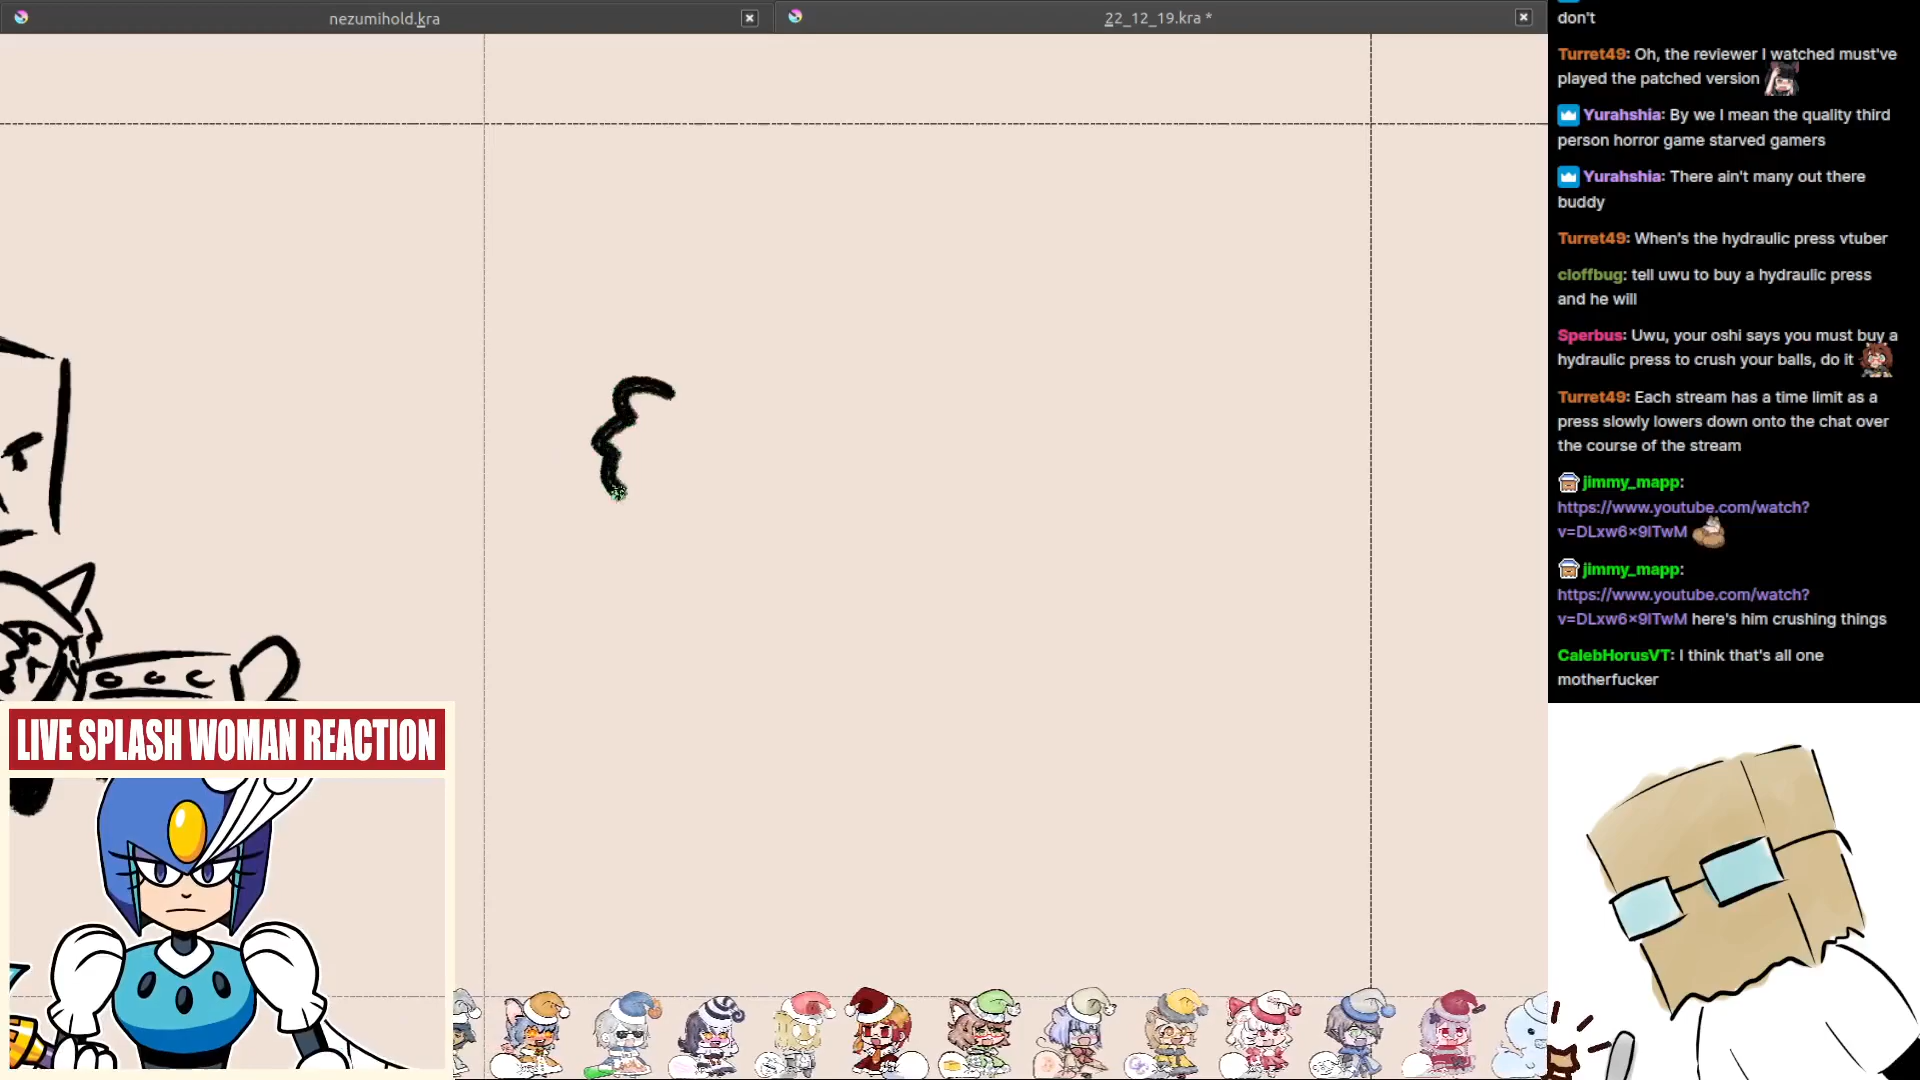 nezumihold.kra
22_12_19.kra *
don't
Turret49: Oh, the reviewer I watched must've
played the patched version
Yurahshia: By we I mean the quality third
person horror game starved gamers
Yurahshia: There ain't many out there
buddy
Turret49: When's the hydraulic press vtuber
cloffbug: tell uwu to buy a hydraulic press
and he will
Sperbus: Uwu, your oshi says you must buy a
hydraulic press to crush your balls, do it
Turret49: Each stream has a time limit as a
press slowly lowers down onto the chat over
the course of the stream
jimmy_mapp:
https://www.youtube.com/watch?
v=DLxw6x9ITwM
jimmy_mapp:
https://www.youtube.com/watch?
v=DLxw6x9ITwM here's him crushing things
CalebHorusVT: I think that's all one
motherfucker
LIVE SPLASH WOMAN REACTION